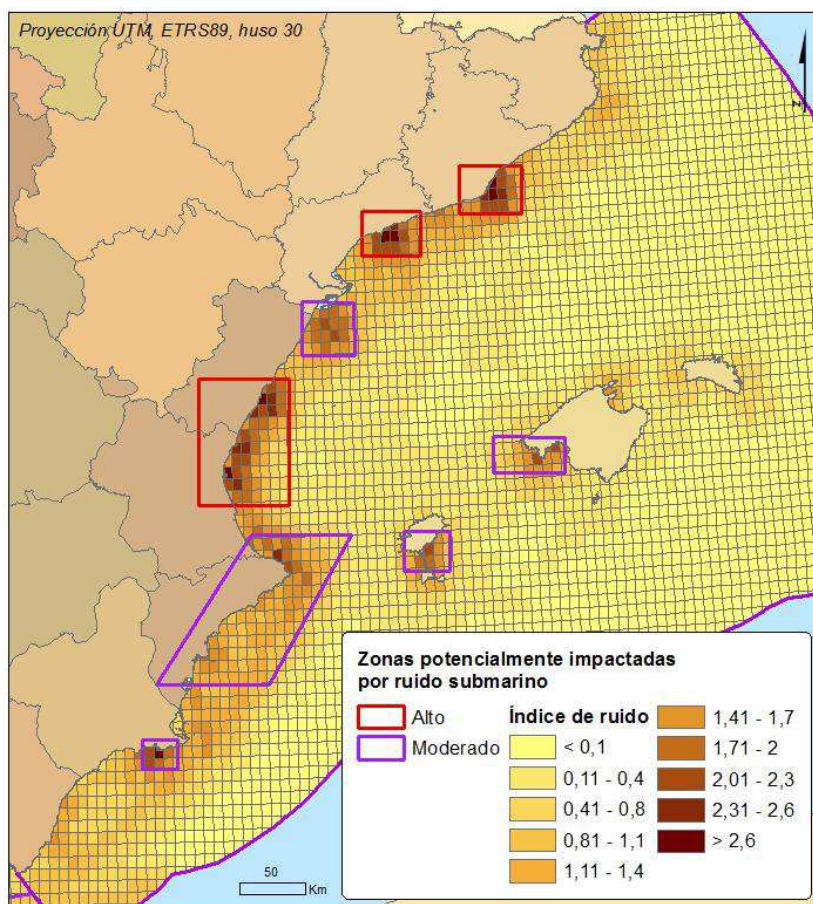 Proyección UTM, ETRS89, huso 30
N
Zonas potencialmente impactadas
por ruido submarino
Alto
Moderado
Índice de ruido
< 0,1
0,11 - 0,4
0,41 - 0,8
0,81 - 1,1
1,11 - 1,4
1,41 - 1,7
1,71 - 2
2,01 - 2,3
2,31 - 2,6
> 2,6
50
Km